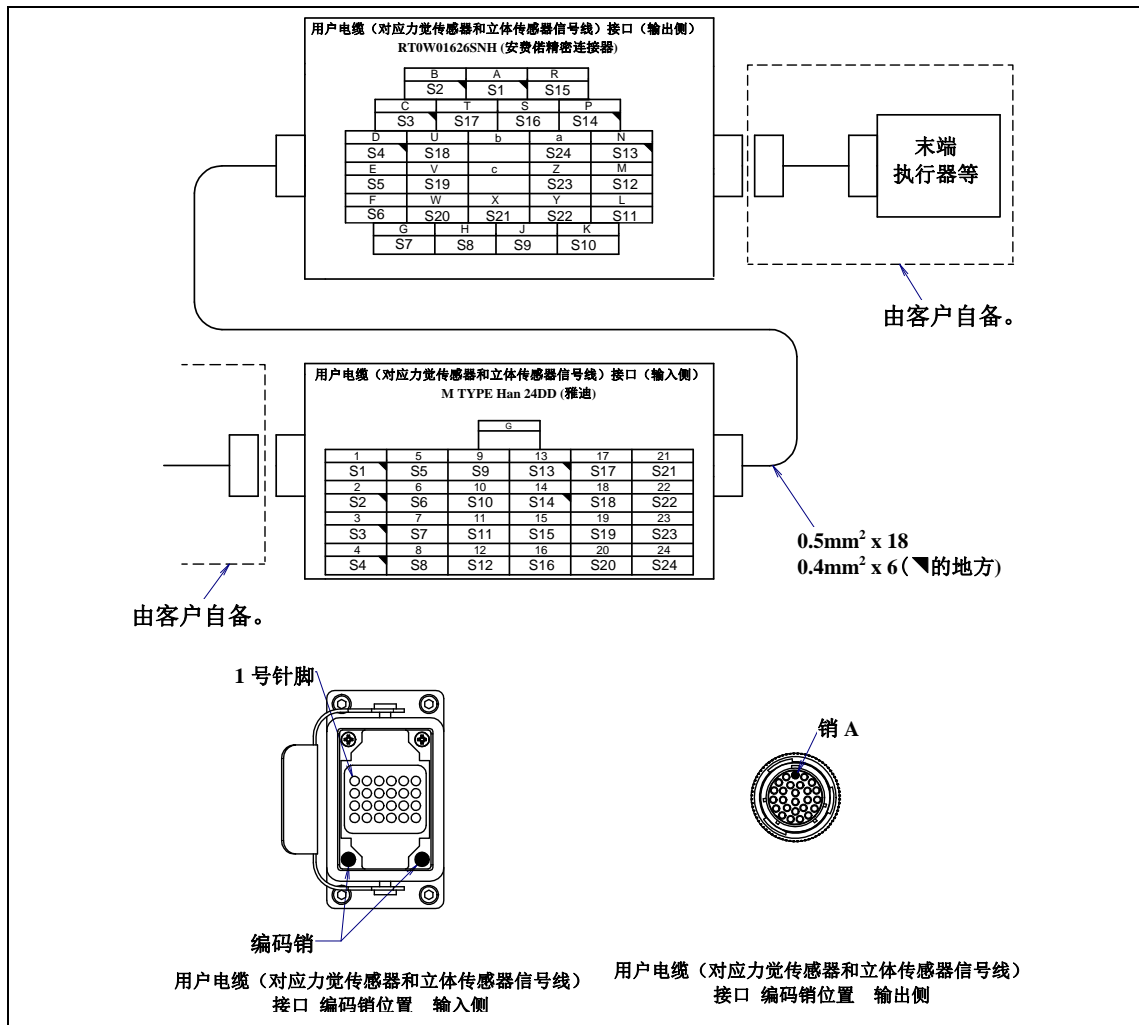 用户电缆（对应力觉传感器和立体传感器信号线）接口（输出侧）
RT0W01626SNH (安费偌精密连接器)
B A R
S2 S1 S15
C T S P
S3 S17 S16 S14
D U b a N
S4 S18 S24 S13
E V c Z M
S5 S19 S23 S12
F W X Y L
S6 S20 S21 S22 S11
G H J K
S7 S8 S9 S10
末端
执行器等
由客户自备。
用户电缆（对应力觉传感器和立体传感器信号线）接口（输入侧）
M TYPE Han 24DD (雅迪)
G
1 5 9 13 17 21
S1 S5 S9 S13 S17 S21
2 6 10 14 18 22
S2 S6 S10 S14 S18 S22
3 7 11 15 19 23
S3 S7 S11 S15 S19 S23
4 8 12 16 20 24
S4 S8 S12 S16 S20 S24
0.5mm² x 18
0.4mm² x 6(◥的地方)
由客户自备。
1 号针脚
销 A
编码销
用户电缆（对应力觉传感器和立体传感器信号线）
接口 编码销位置 输入侧
用户电缆（对应力觉传感器和立体传感器信号线）
接口 编码销位置 输出侧